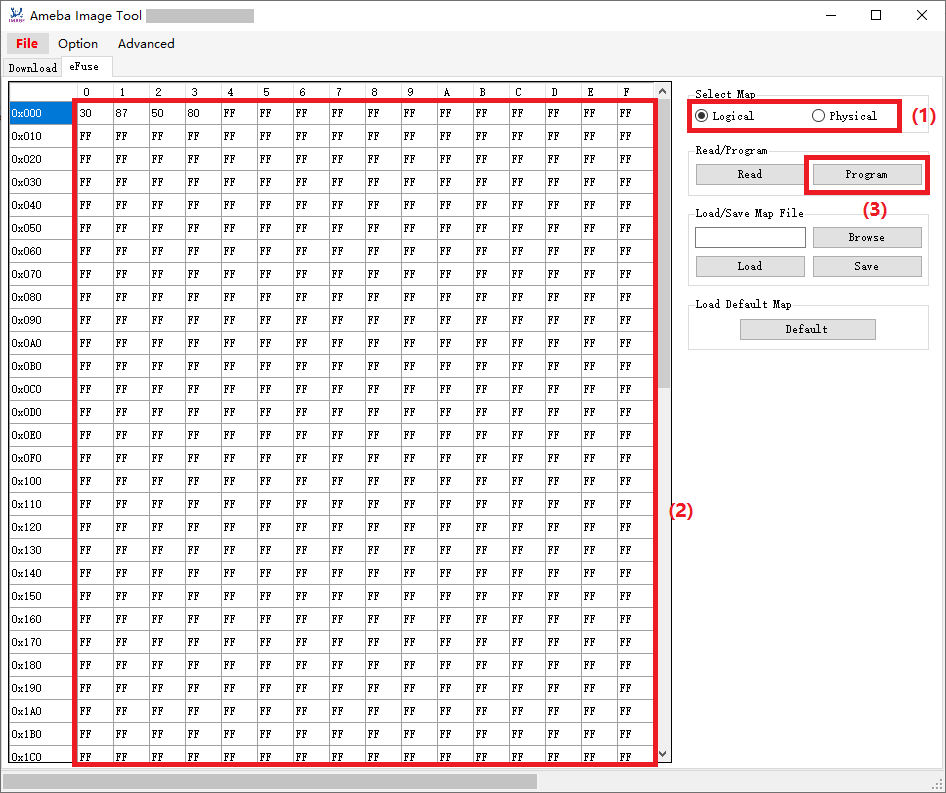 Ameba Image Tool
File Option Advanced
Download eFuse
0 1 2 3 4 5 6 7 8 9 A B C D E F
0x000 30 87 50 80 FF FF FF FF FF FF FF FF FF FF FF FF
0x010 FF FF FF FF FF FF FF FF FF FF FF FF FF FF FF FF
0x020 FF FF FF FF FF FF FF FF FF FF FF FF FF FF FF FF
0x030 FF FF FF FF FF FF FF FF FF FF FF FF FF FF FF FF
0x040 FF FF FF FF FF FF FF FF FF FF FF FF FF FF FF FF
0x050 FF FF FF FF FF FF FF FF FF FF FF FF FF FF FF FF
0x060 FF FF FF FF FF FF FF FF FF FF FF FF FF FF FF FF
0x070 FF FF FF FF FF FF FF FF FF FF FF FF FF FF FF FF
0x080 FF FF FF FF FF FF FF FF FF FF FF FF FF FF FF FF
0x090 FF FF FF FF FF FF FF FF FF FF FF FF FF FF FF FF
0x0A0 FF FF FF FF FF FF FF FF FF FF FF FF FF FF FF FF
0x0B0 FF FF FF FF FF FF FF FF FF FF FF FF FF FF FF FF
0x0C0 FF FF FF FF FF FF FF FF FF FF FF FF FF FF FF FF
0x0D0 FF FF FF FF FF FF FF FF FF FF FF FF FF FF FF FF
0x0E0 FF FF FF FF FF FF FF FF FF FF FF FF FF FF FF FF
0x0F0 FF FF FF FF FF FF FF FF FF FF FF FF FF FF FF FF
0x100 FF FF FF FF FF FF FF FF FF FF FF FF FF FF FF FF
0x110 FF FF FF FF FF FF FF FF FF FF FF FF FF FF FF FF
0x120 FF FF FF FF FF FF FF FF FF FF FF FF FF FF FF FF
0x130 FF FF FF FF FF FF FF FF FF FF FF FF FF FF FF FF
0x140 FF FF FF FF FF FF FF FF FF FF FF FF FF FF FF FF
0x150 FF FF FF FF FF FF FF FF FF FF FF FF FF FF FF FF
0x160 FF FF FF FF FF FF FF FF FF FF FF FF FF FF FF FF
0x170 FF FF FF FF FF FF FF FF FF FF FF FF FF FF FF FF
0x180 FF FF FF FF FF FF FF FF FF FF FF FF FF FF FF FF
0x190 FF FF FF FF FF FF FF FF FF FF FF FF FF FF FF FF
0x1A0 FF FF FF FF FF FF FF FF FF FF FF FF FF FF FF FF
0x1B0 FF FF FF FF FF FF FF FF FF FF FF FF FF FF FF FF
0x1C0 FF FF FF FF FF FF FF FF FF FF FF FF FF FF FF FF
(2)
Select Map
Logical Physical (1)
Read/Program
Read Program
(3)
Load/Save Map File
Browse
Load Save
Load Default Map
Default